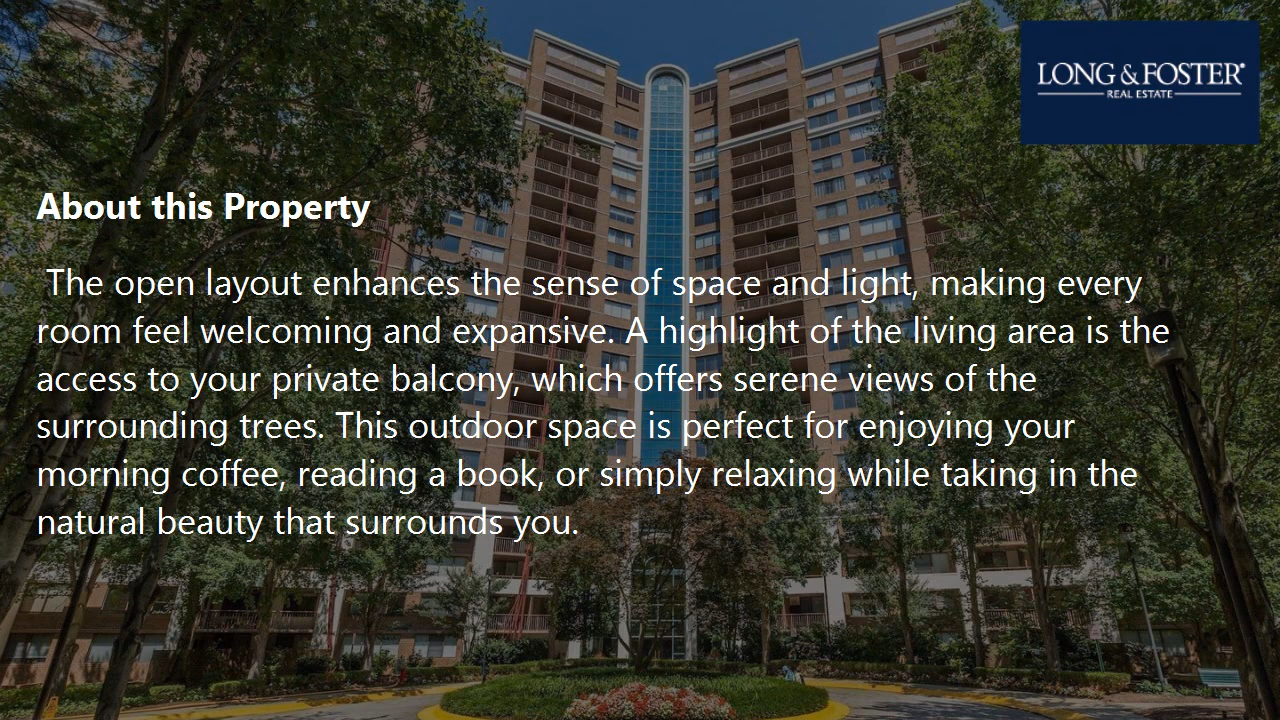 LONG & FOSTER®
REAL ESTATE
About this Property
The open layout enhances the sense of space and light, making every
room feel welcoming and expansive. A highlight of the living area is the
access to your private balcony, which offers serene views of the
surrounding trees. This outdoor space is perfect for enjoying your
morning coffee, reading a book, or simply relaxing while taking in the
natural beauty that surrounds you.